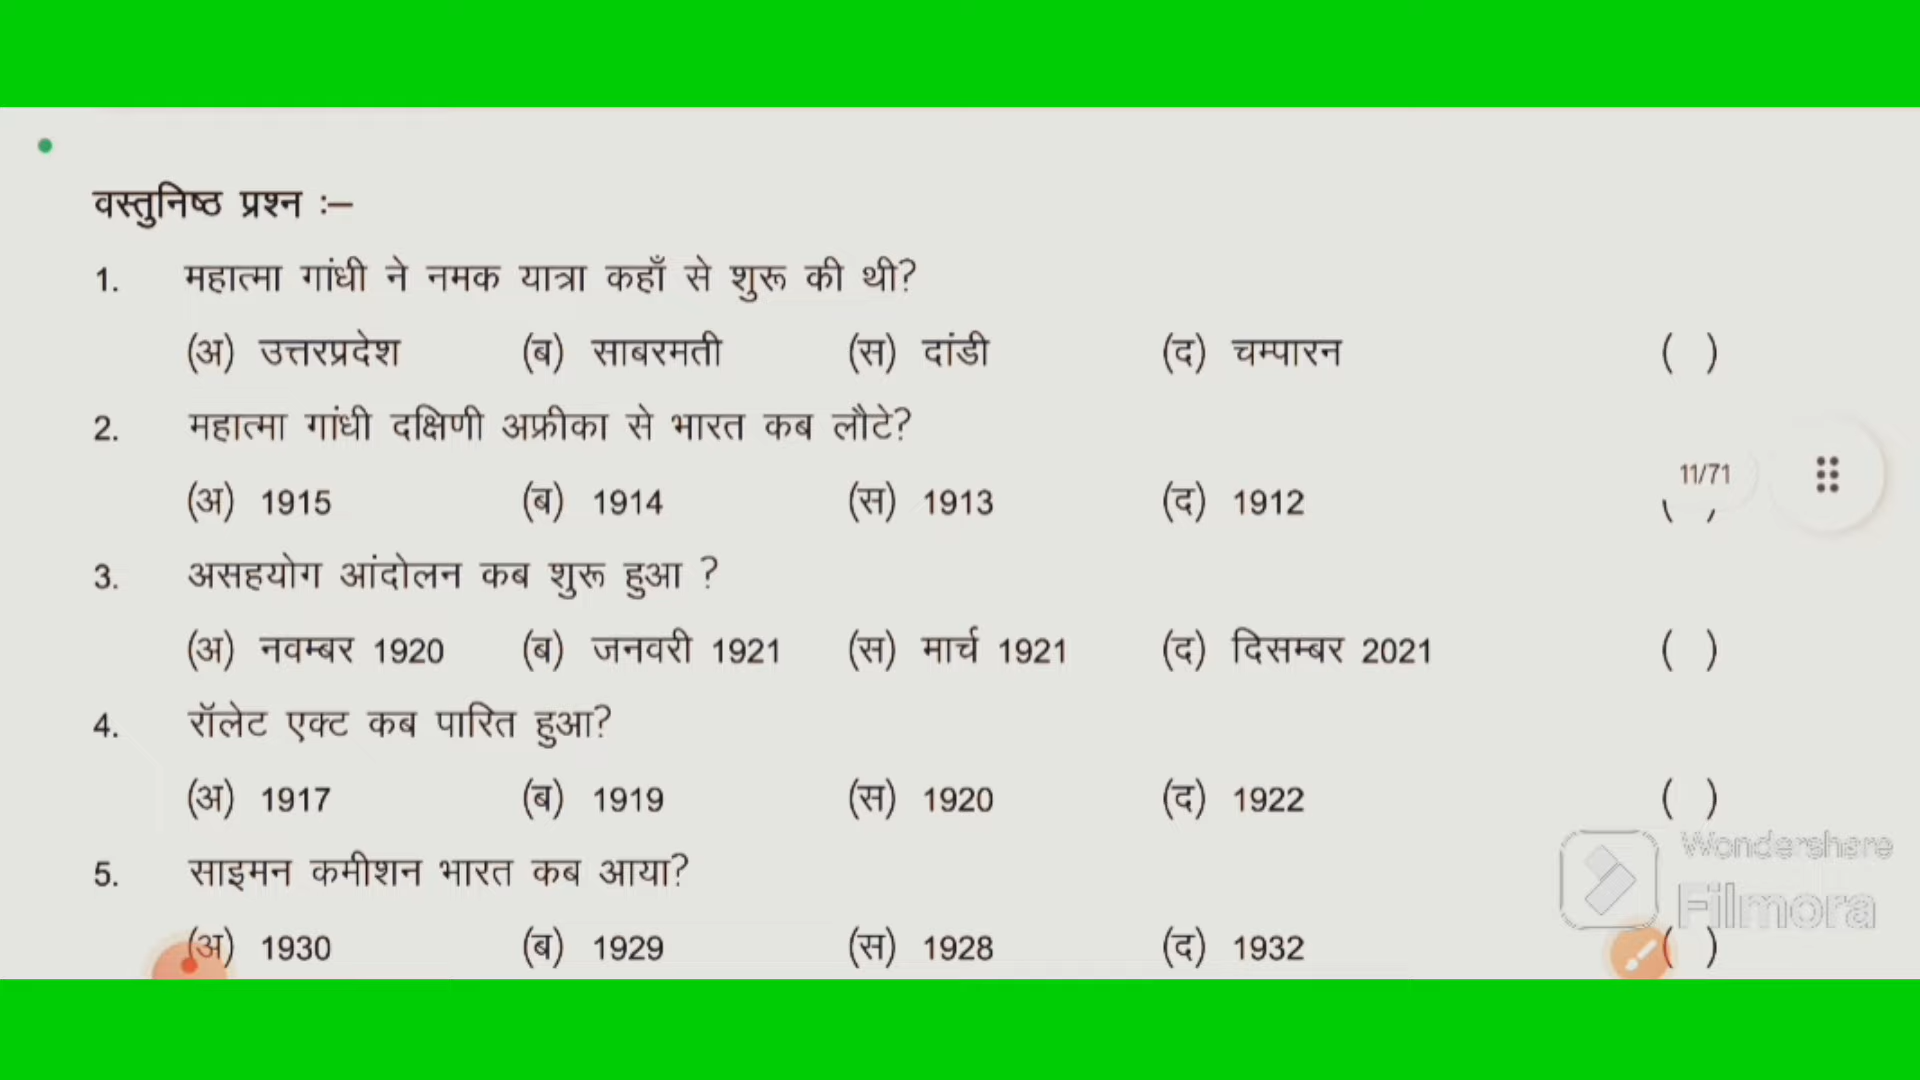 वस्तुनिष्ठ प्रश्न :–
1. महात्मा गांधी ने नमक यात्रा कहाँ से शुरू की थी?
(अ) उत्तरप्रदेश (ब) साबरमती (स) दांडी (द) चम्पारन ( )
2. महात्मा गांधी दक्षिणी अफ्रीका से भारत कब लौटे?
11/71
(अ) 1915 (ब) 1914 (स) 1913 (द) 1912 ( )
3. असहयोग आंदोलन कब शुरू हुआ ?
(अ) नवम्बर 1920 (ब) जनवरी 1921 (स) मार्च 1921 (द) दिसम्बर 2021 ( )
4. रॉलेट एक्ट कब पारित हुआ?
(अ) 1917 (ब) 1919 (स) 1920 (द) 1922 ( )
5. साइमन कमीशन भारत कब आया?
(अ) 1930 (ब) 1929 (स) 1928 (द) 1932 ( )
Wondershare
Filmora